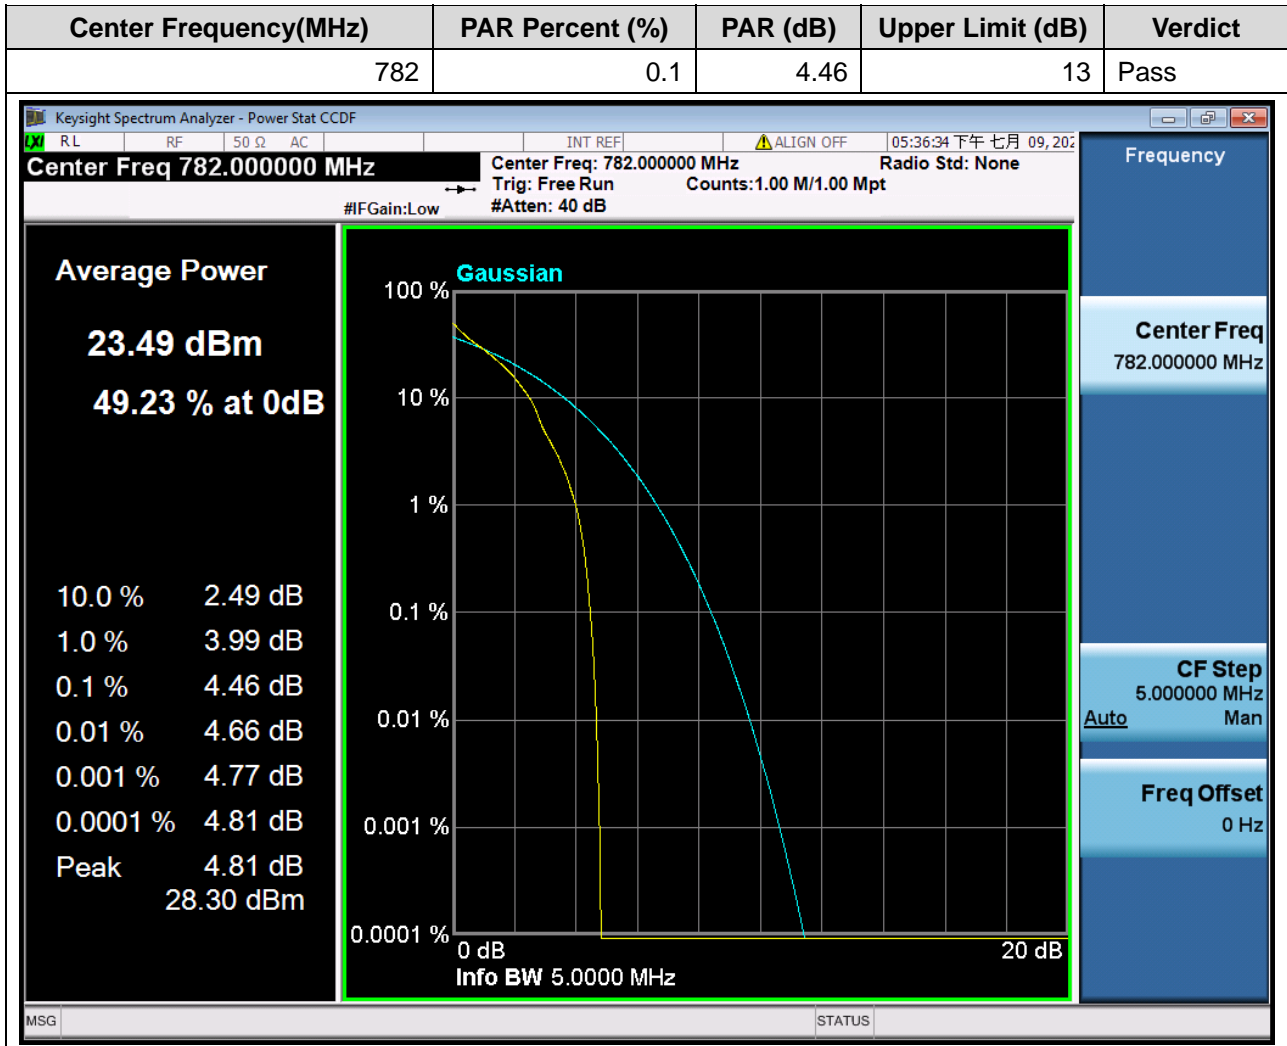 Center Frequency(MHz) PAR Percent (%) PAR (dB) Upper Limit (dB) Verdict
782 0.1 4.46 13 Pass
Keysight Spectrum Analyzer - Power Stat CCDF
LXI RL RF 50 Ω AC INT REF ALIGN OFF 05:36:34 下午 七月 09, 202
Center Freq 782.000000 MHz
Center Freq: 782.000000 MHz Radio Std: None
Trig: Free Run Counts:1.00 M/1.00 Mpt
#IFGain:Low #Atten: 40 dB
Average Power
23.49 dBm
49.23 % at 0dB
10.0 % 2.49 dB
1.0 % 3.99 dB
0.1 % 4.46 dB
0.01 % 4.66 dB
0.001 % 4.77 dB
0.0001 % 4.81 dB
Peak 4.81 dB
28.30 dBm
Gaussian
100 %
10 %
1 %
0.1 %
0.01 %
0.001 %
0.0001 %
0 dB 20 dB
Info BW 5.0000 MHz
Frequency
Center Freq
782.000000 MHz
CF Step
5.000000 MHz
Auto Man
Freq Offset
0 Hz
MSG STATUS